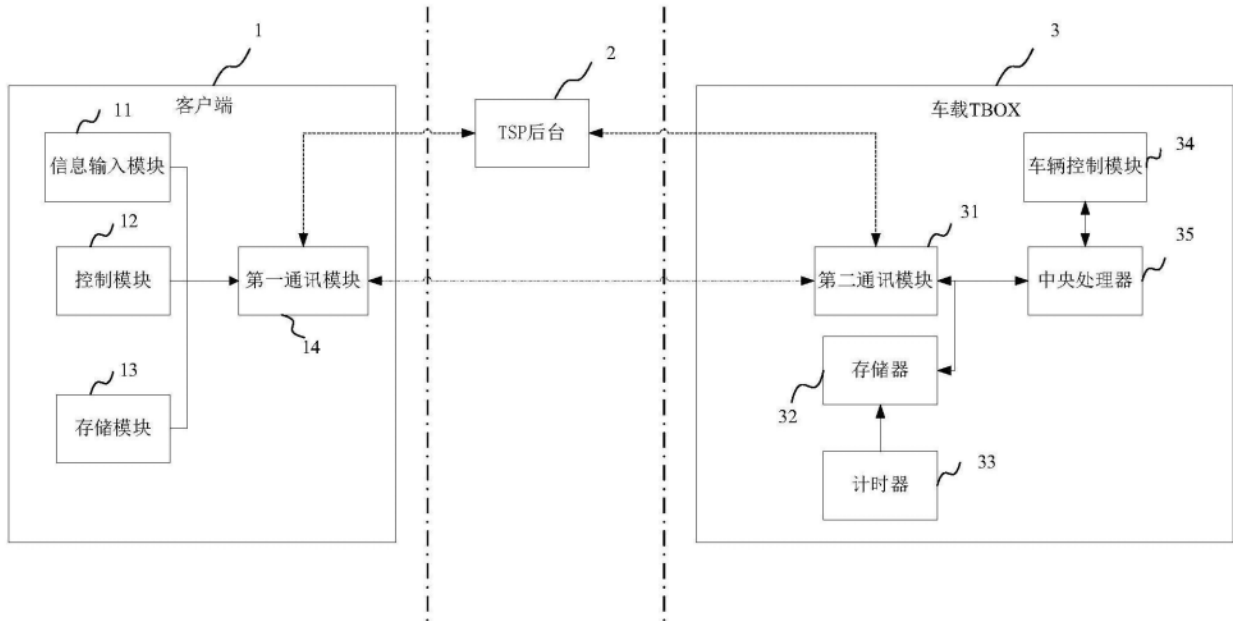 1
客户端
11
信息输入模块
12
控制模块
第一通讯模块
14
13
存储模块
2
TSP后台
3
车载TBOX
34
车辆控制模块
31
第二通讯模块
35
中央处理器
存储器
32
33
计时器